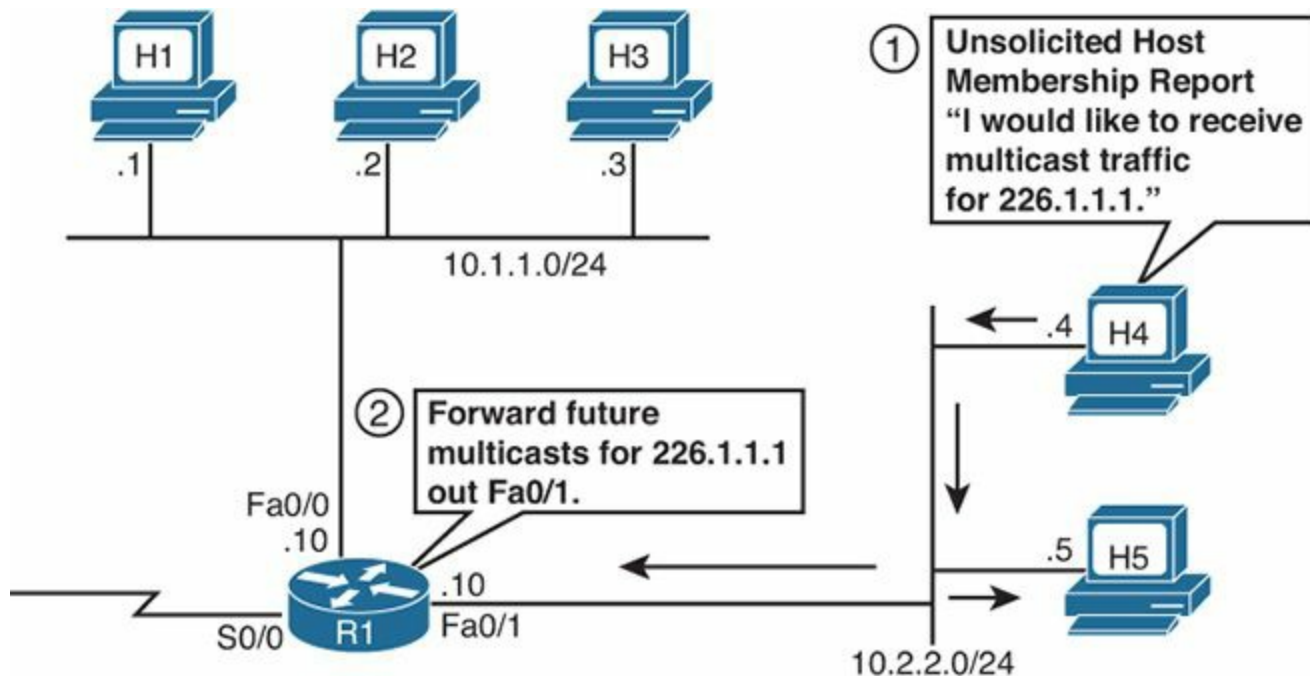 H1
H2
H3
.1
.2
.3
10.1.1.0/24
1
Unsolicited Host
Membership Report
“I would like to receive
multicast traffic
for 226.1.1.1.”
.4
H4
2
Forward future
multicasts for 226.1.1.1
out Fa0/1.
Fa0/0
.10
.10
Fa0/1
S0/0
R1
.5
H5
10.2.2.0/24